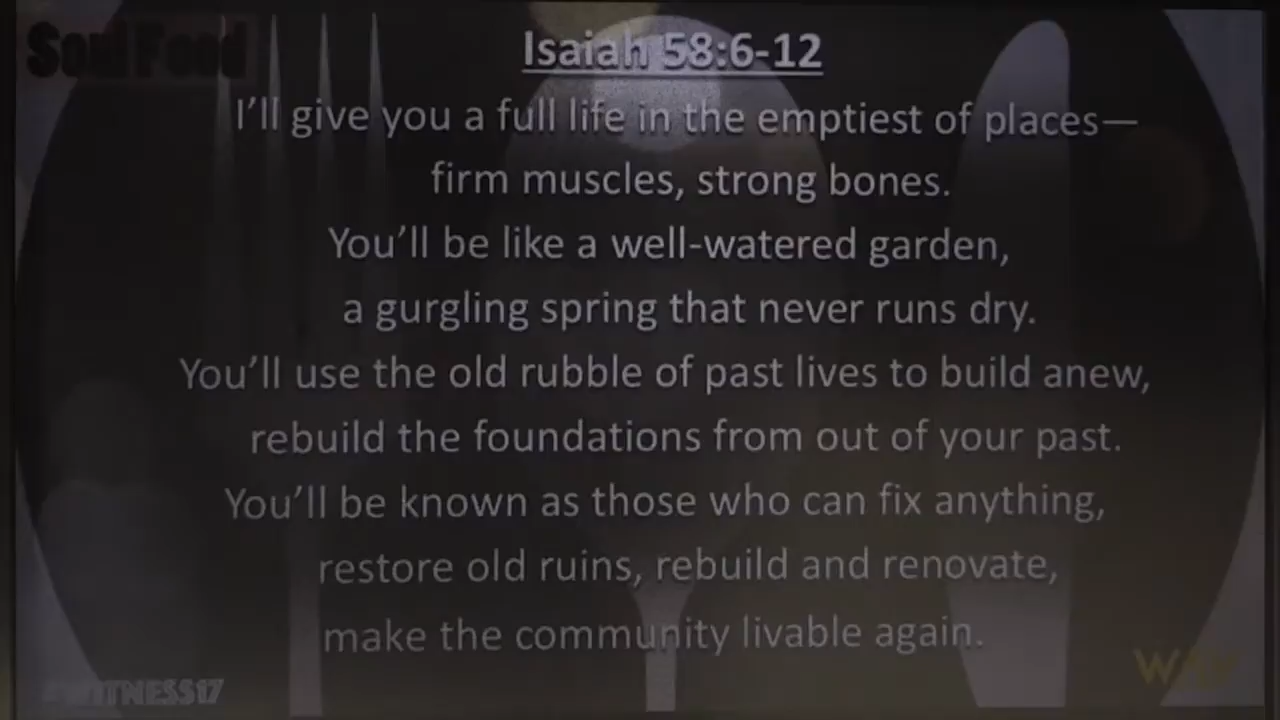 Soul Food
Isaiah 58:6-12
I’ll give you a full life in the emptiest of places—
firm muscles, strong bones.
You’ll be like a well-watered garden,
a gurgling spring that never runs dry.
You’ll use the old rubble of past lives to build anew,
rebuild the foundations from out of your past.
You’ll be known as those who can fix anything,
restore old ruins, rebuild and renovate,
make the community livable again.
#WITNESS17